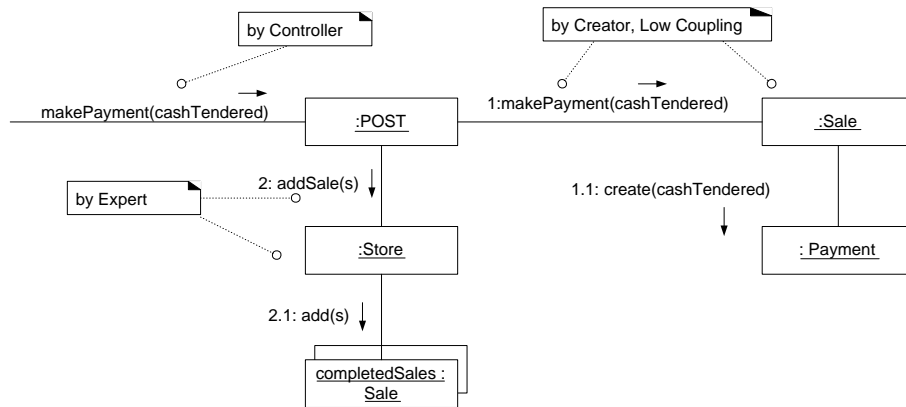 by Controller
by Creator, Low Coupling
makePayment(cashTendered)
1:makePayment(cashTendered)
:POST
:Sale
by Expert
2: addSale(s)
1.1: create(cashTendered)
:Store
: Payment
2.1: add(s)
completedSales :
Sale